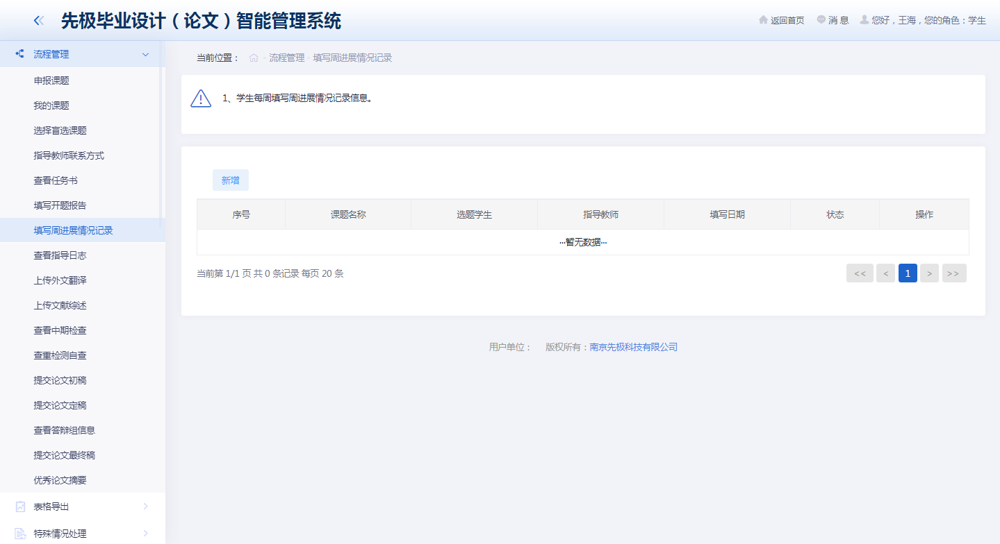 先极毕业设计（论文）智能管理系统
返回首页 消 息 您好，王海，您的角色：学生
流程管理
申报课题
我的课题
选择盲选课题
指导教师联系方式
查看任务书
填写开题报告
填写周进展情况记录
查看指导日志
上传外文翻译
上传文献综述
查看中期检查
查重检测自查
提交论文初稿
提交论文定稿
查看答辩组信息
提交论文最终稿
优秀论文摘要
表格导出
特殊情况处理
当前位置： · 流程管理 · 填写周进展情况记录
1、学生每周填写周进展情况记录信息。
新增
序号 课题名称 选题学生 指导教师 填写日期 状态 操作
···暂无数据···
当前第 1/1 页 共 0 条记录 每页 20 条 << < 1 > >>
用户单位： 版权所有：南京先极科技有限公司